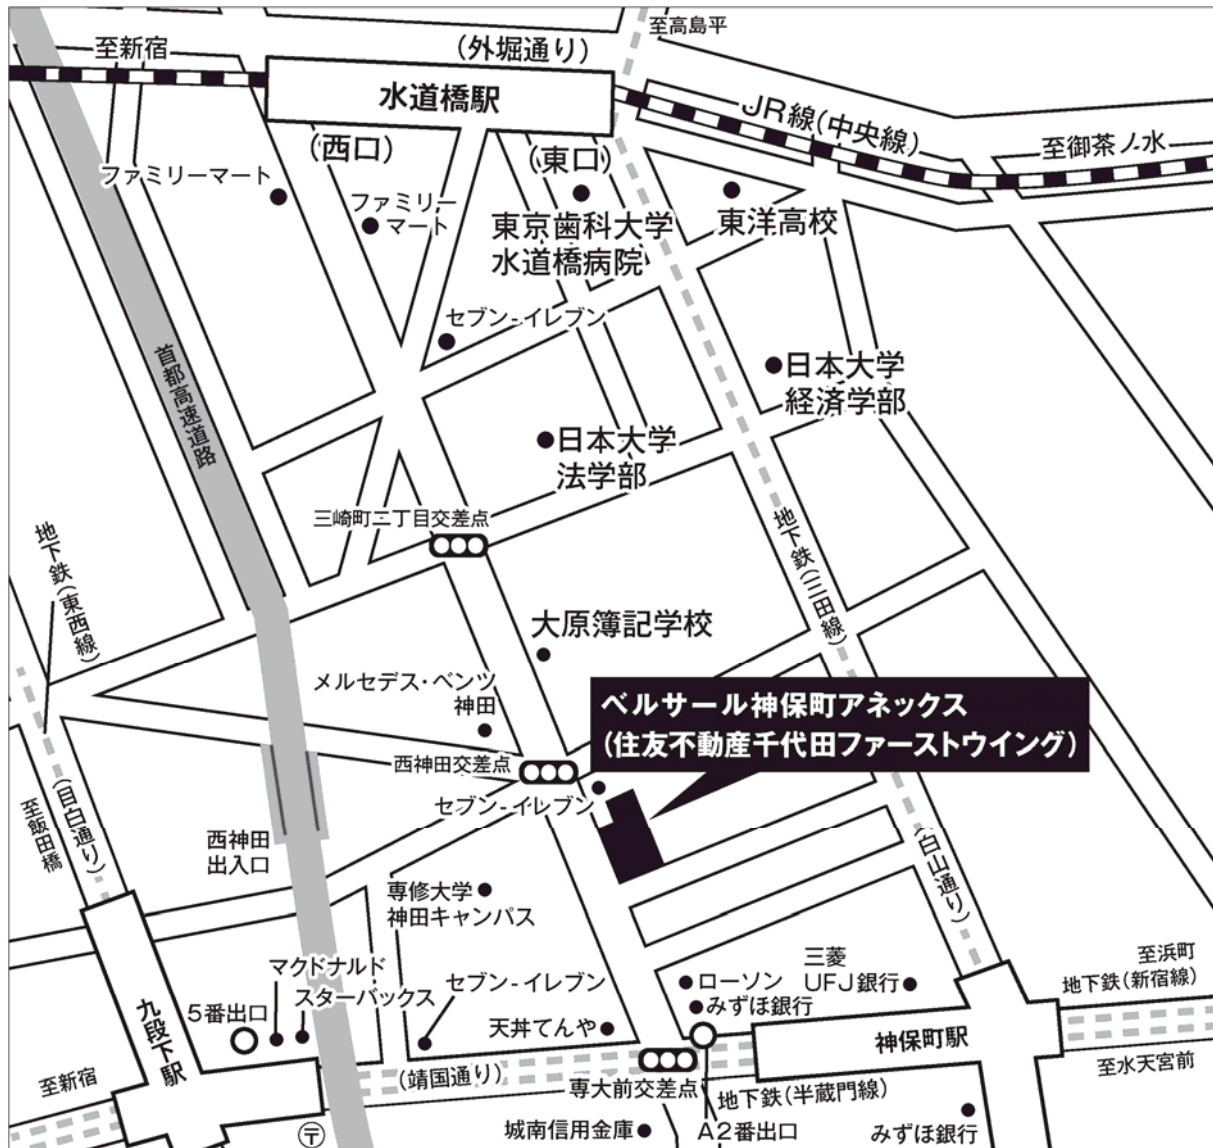 至高島平
至新宿
(外堀通り)
水道橋駅
JR線(中央線)
至御茶ノ水
(西口)
(東口)
ファミリーマート
ファミリー
マート
東京歯科大学
水道橋病院
東洋高校
セブン-イレブン
首都高速道路
日本大学
経済学部
日本大学
法学部
三崎町二丁目交差点
地下鉄(三田線)
地下鉄(東西線)
大原簿記学校
メルセデス・ベンツ
神田
ベルサール神保町アネックス
(住友不動産千代田ファーストウイング)
西神田交差点
セブン-イレブン
(目白通り)
至飯田橋
西神田
出入口
(白山通り)
専修大学
神田キャンパス
マクドナルド
スターバックス
セブン-イレブン
ローソン
三菱
UFJ銀行
みずほ銀行
至浜町
地下鉄(新宿線)
5番出口
天丼てんや
九段下駅
神保町駅
至新宿
(靖国通り)
専大前交差点
地下鉄(半蔵門線)
至水天宮前
〒
城南信用金庫
A2番出口
みずほ銀行